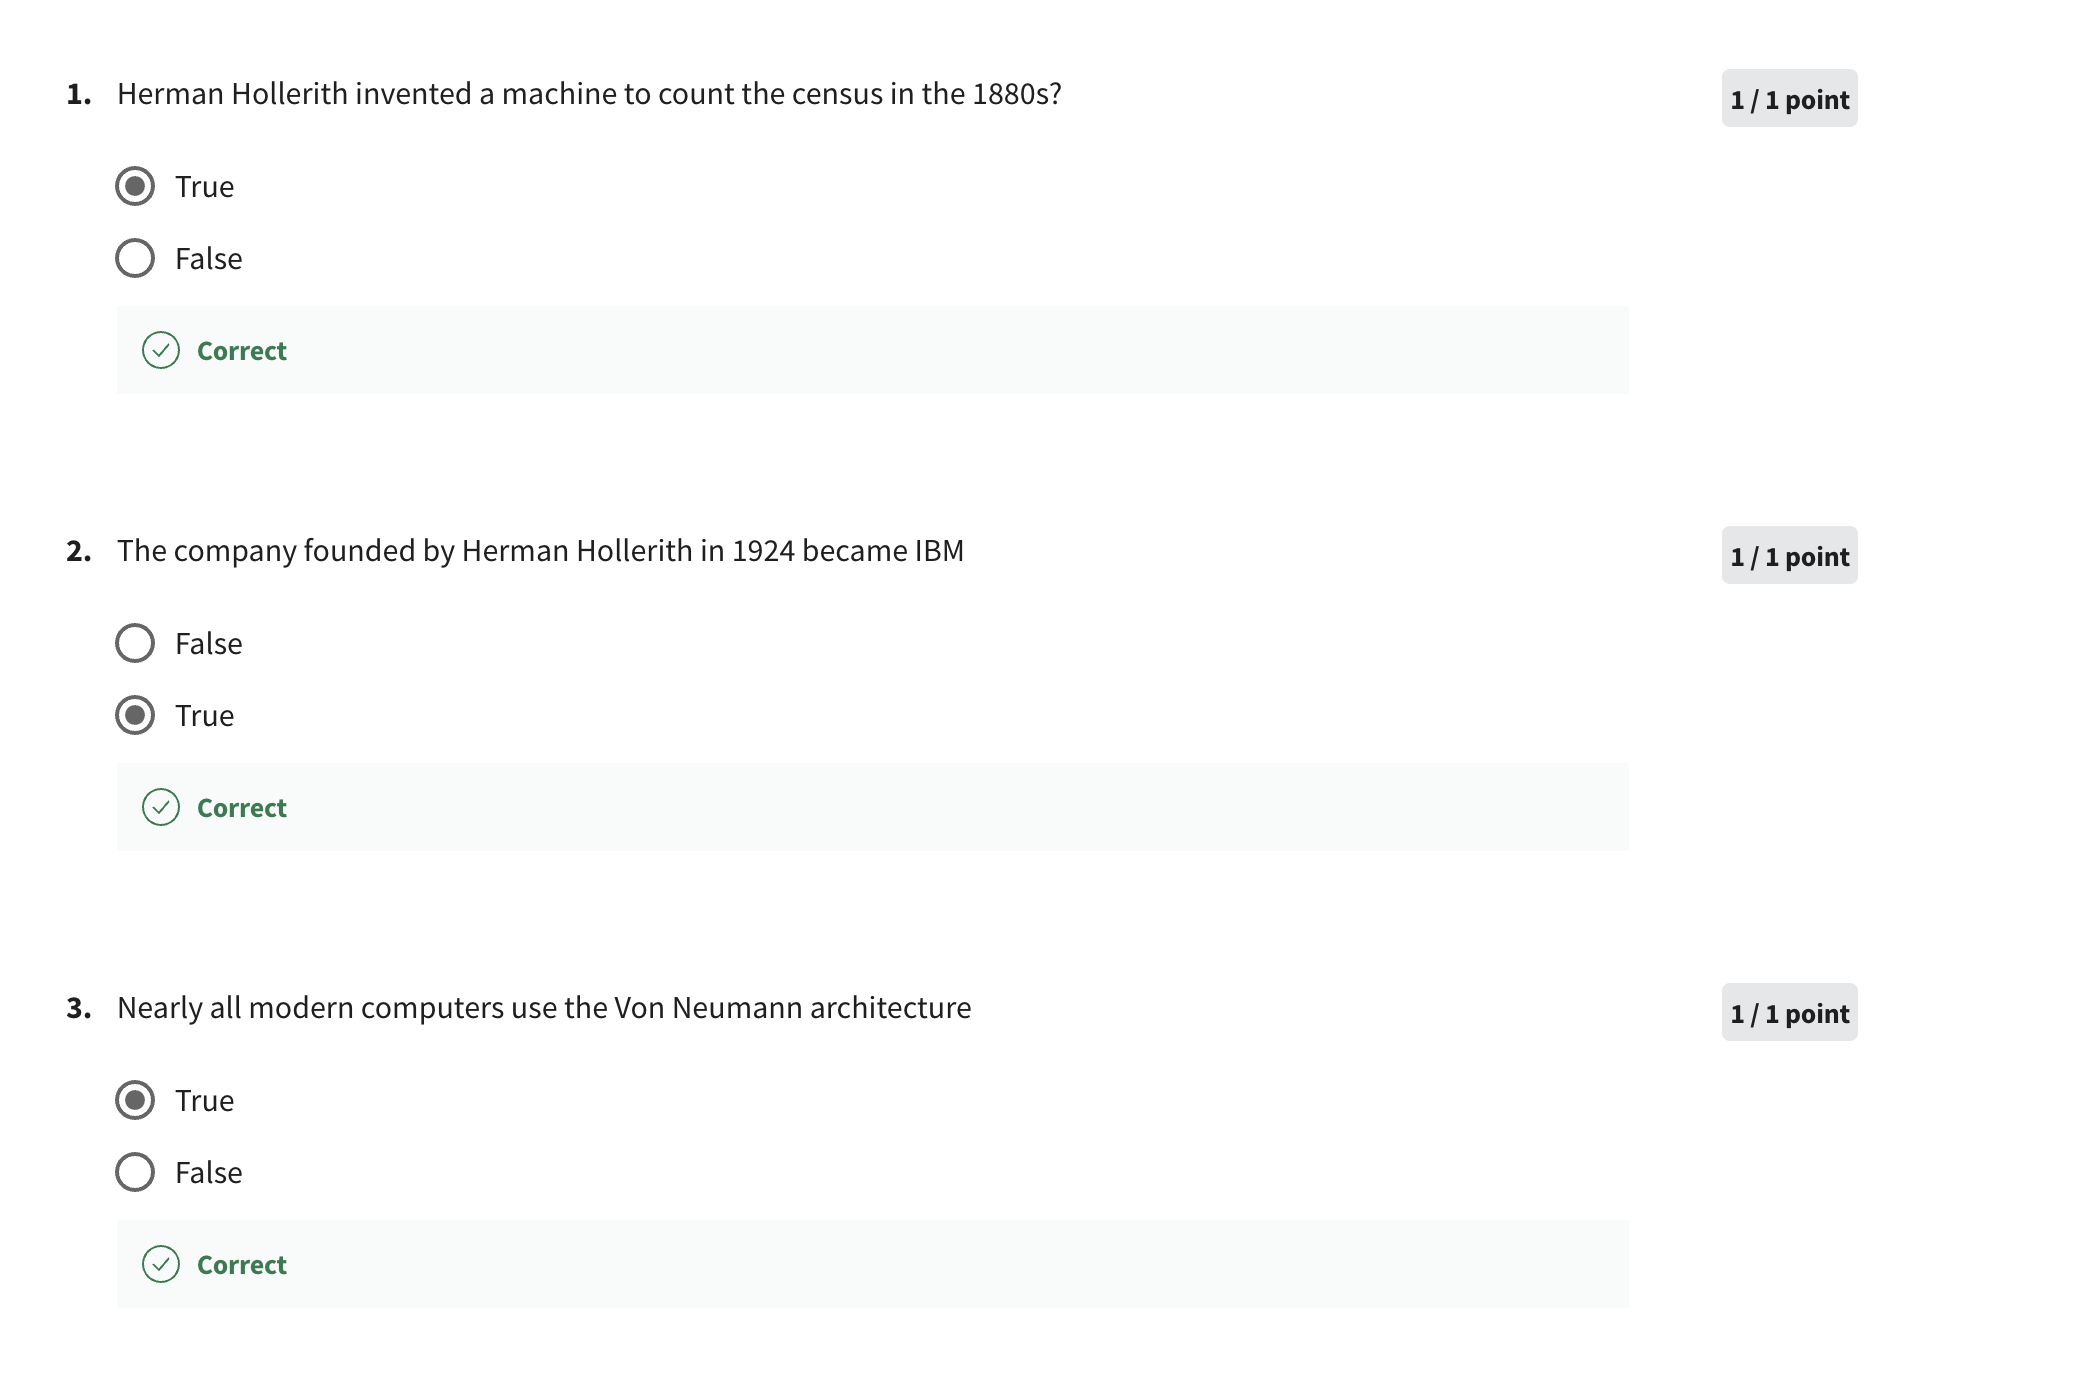 1. Herman Hollerith invented a machine to count the census in the 1880s?
1 / 1 point
True
False
Correct
2. The company founded by Herman Hollerith in 1924 became IBM
1 / 1 point
False
True
Correct
3. Nearly all modern computers use the Von Neumann architecture
1 / 1 point
True
False
Correct